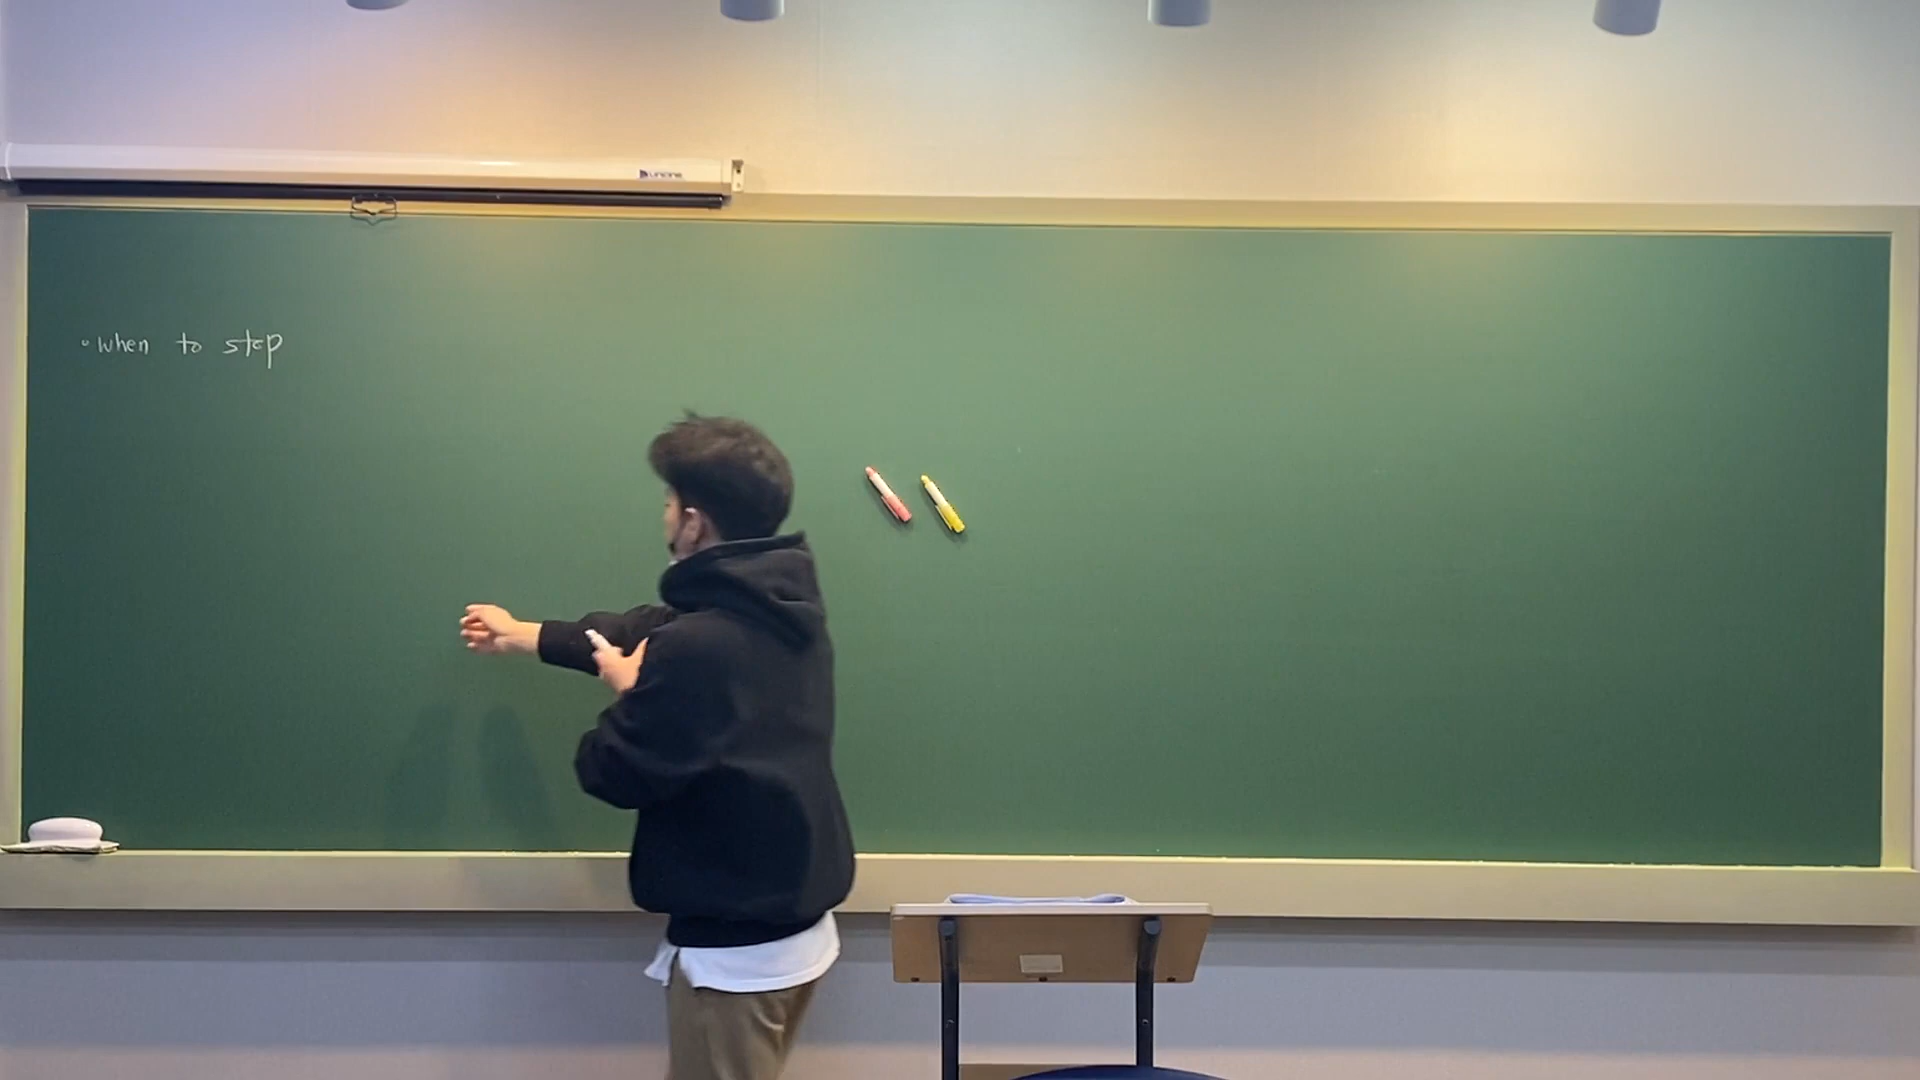 ◦ when to stop